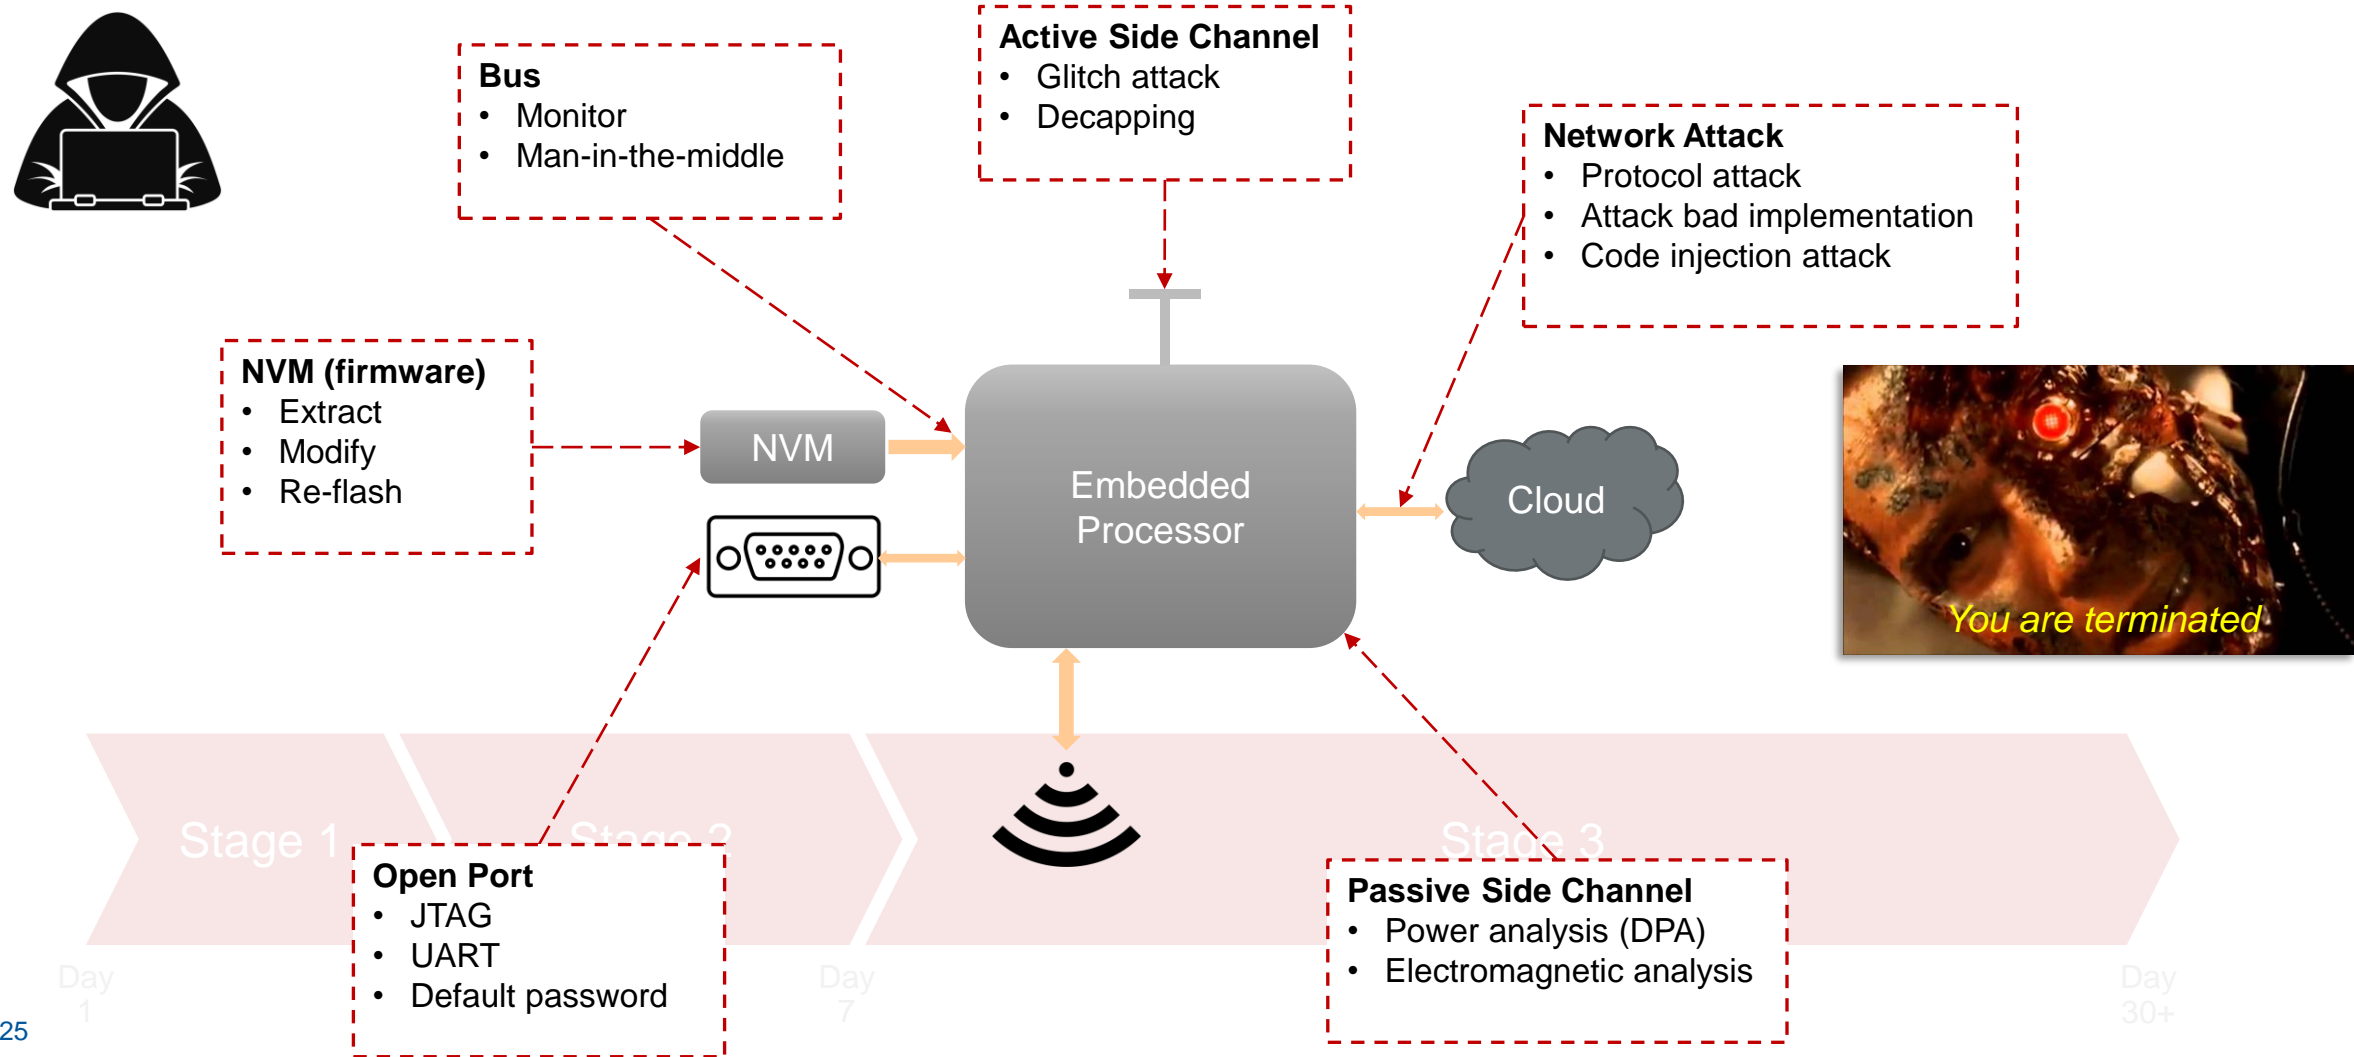 Active Side Channel
• Glitch attack
• Decapping
Bus
• Monitor
• Man-in-the-middle
Network Attack
• Protocol attack
• Attack bad implementation
• Code injection attack
NVM (firmware)
• Extract
• Modify
• Re-flash
NVM
Embedded
Processor
Cloud
You are terminated
Stage 1
Stage 2
Stage 3
Open Port
• JTAG
• UART
• Default password
Passive Side Channel
• Power analysis (DPA)
• Electromagnetic analysis
Day
1
Day
7
Day
30+
25